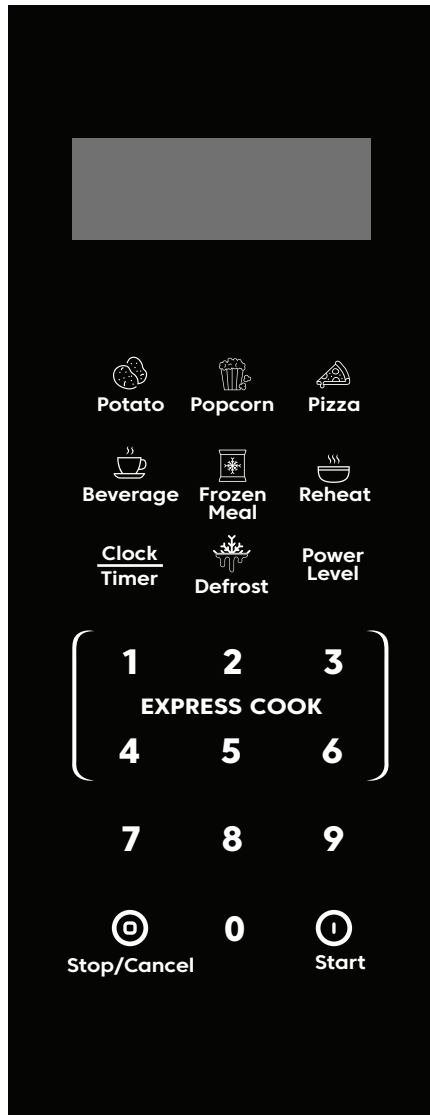 Potato Popcorn Pizza
Beverage Frozen Meal Reheat
Clock Timer Defrost Power Level
1 2 3
EXPRESS COOK
4 5 6
7 8 9
0
Stop/Cancel Start